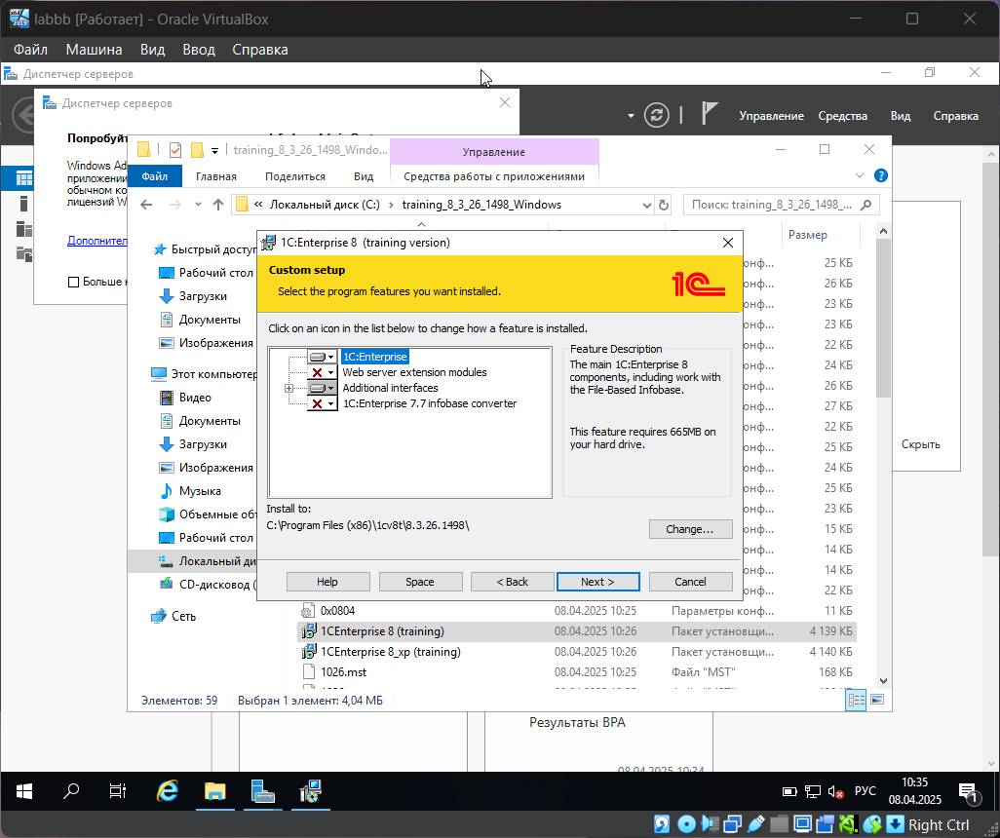 labbb [Работает] - Oracle VirtualBox
Файл Машина Вид Ввод Справка
Диспетчер серверов
Диспетчер серверов
Управление Средства Вид Справка
Попробуйт
Windows Ad
приложении
обычном ко
лицензий W
Дополнител
Больше н
training_8_3_26_1498_Windo... Управление
Файл Главная Поделиться Вид Средства работы с приложениями
« Локальный диск (C:) › training_8_3_26_1498_Windows
Поиск: training_8_3_26_1498_...
Размер
Быстрый доступ
Рабочий стол
Загрузки
Документы
Изображения
Этот компьютер
Видео
Документы
Загрузки
Изображения
Музыка
Объемные об
Рабочий стол
Локальный ди
CD-дисковод (
Сеть
1C:Enterprise 8 (training version)
Custom setup
Select the program features you want installed.
1C
Click on an icon in the list below to change how a feature is installed.
1C:Enterprise
Web server extension modules
Additional interfaces
1C:Enterprise 7.7 infobase converter
Feature Description
The main 1C:Enterprise 8
components, including work with
the File-Based Infobase.
This feature requires 665MB on
your hard drive.
Install to:
C:\Program Files (x86)\1cv8t\8.3.26.1498\
Change...
Help Space < Back Next > Cancel
онф... 25 КБ
онф... 26 КБ
онф... 23 КБ
онф... 23 КБ
онф... 22 КБ
онф... 24 КБ
онф... 26 КБ
онф... 27 КБ
онф... 22 КБ
онф... 25 КБ
онф... 24 КБ
онф... 25 КБ
онф... 23 КБ
онф... 15 КБ
онф... 14 КБ
онф... 14 КБ
онф... 22 КБ
0x0804 08.04.2025 10:25 Параметры конф... 11 КБ
1CEnterprise 8 (training) 08.04.2025 10:26 Пакет установщи... 4 139 КБ
1CEnterprise 8_xp (training) 08.04.2025 10:26 Пакет установщи... 4 140 КБ
1026.mst 08.04.2025 10:25 Файл "MST" 168 КБ
Элементов: 59 Выбран 1 элемент: 4,04 МБ
Скрыть
Результаты BPA
08.04.2025 10:34
РУС
10:35
08.04.2025
1
Right Ctrl